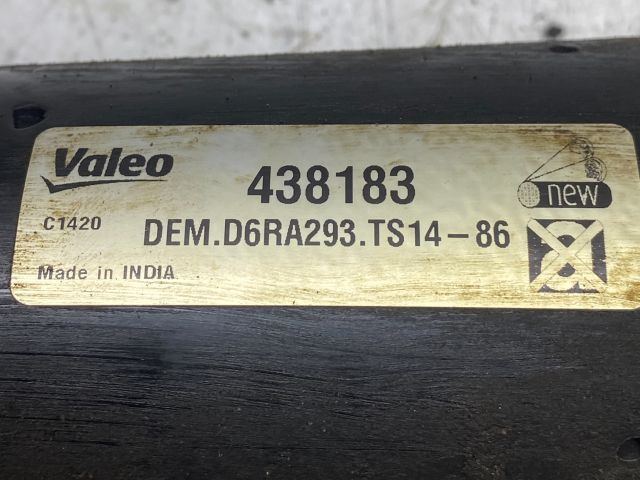 Valeo
438183
new
C1420
DEM.D6RA293.TS14-86
Made in INDIA